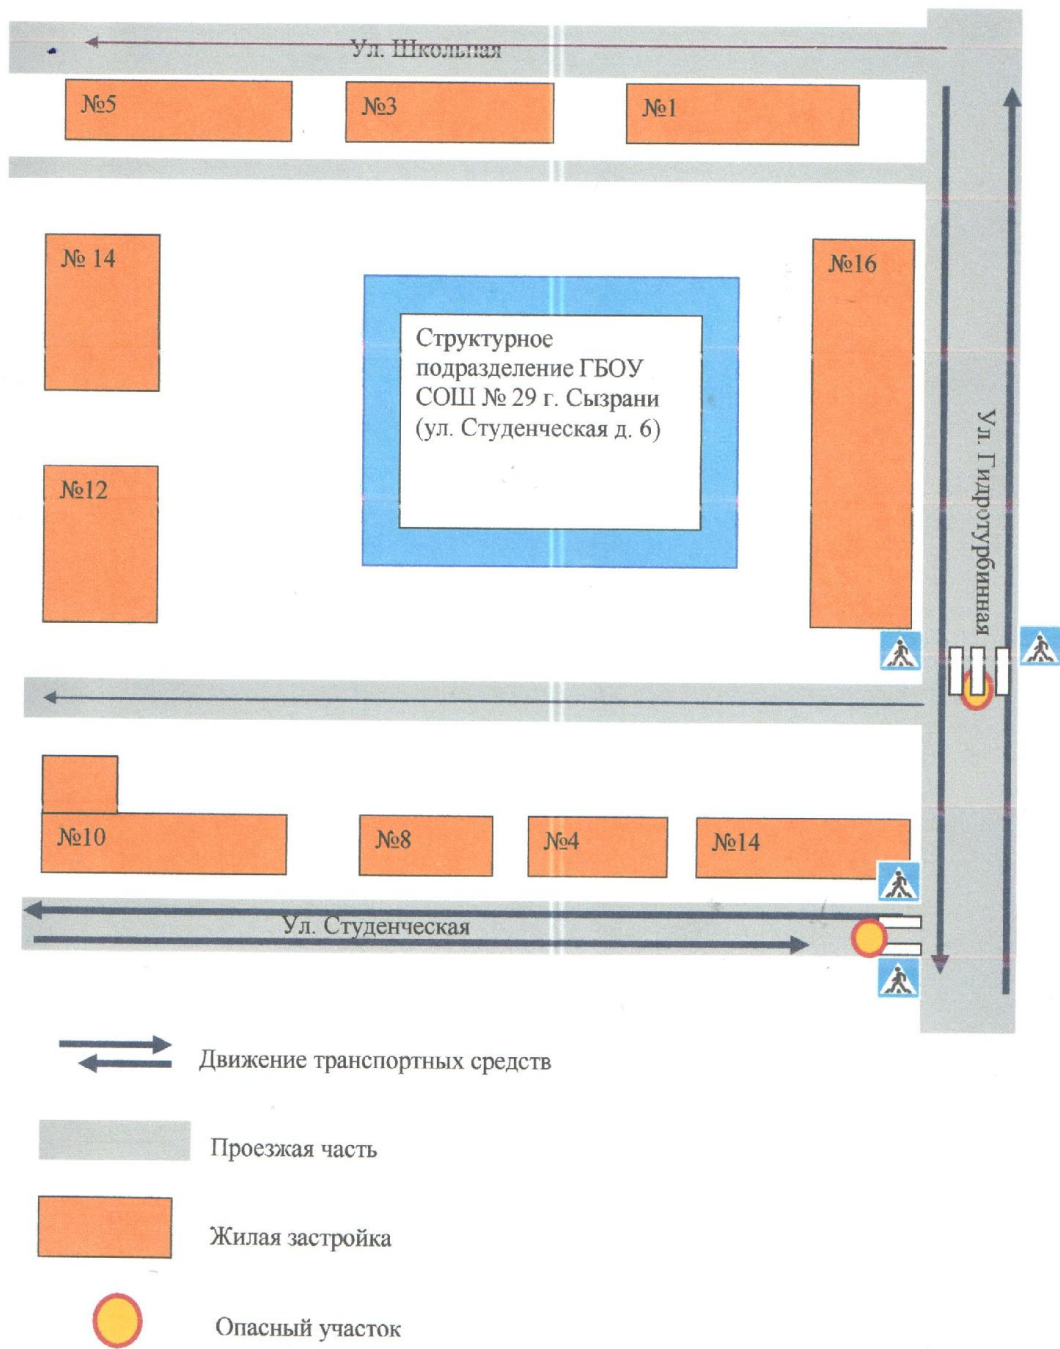 Ул. Школьная
№5
№3
№1
№ 14
№16
Структурное
подразделение ГБОУ
СОШ № 29 г. Сызрани
(ул. Студенческая д. 6)
Ул. Гидротурбинная
№12
№10
№8
№4
№14
Ул. Студенческая
Движение транспортных средств
Проезжая часть
Жилая застройка
Опасный участок